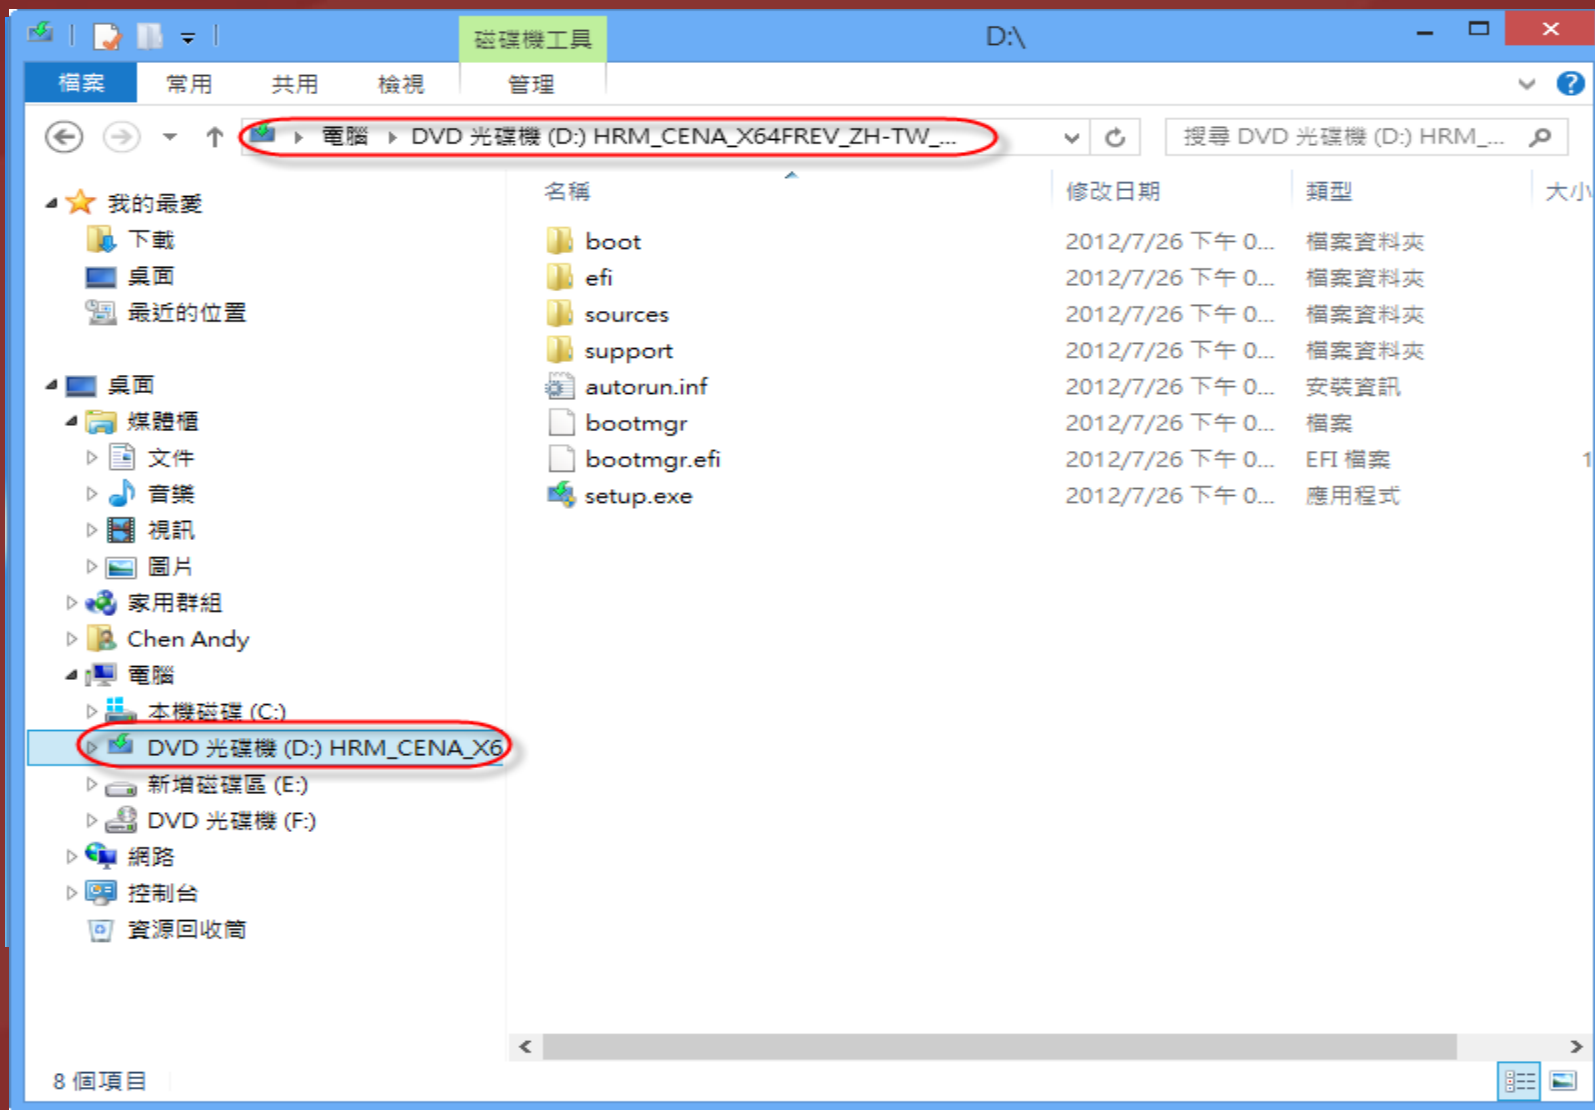 磁碟機工具
D:\
檔案 常用 共用 檢視 管理
電腦 DVD 光碟機 (D:) HRM_CENA_X64FREV_ZH-TW_...
搜尋 DVD 光碟機 (D:) HRM_...
我的最愛
下載
桌面
最近的位置
桌面
媒體櫃
文件
音樂
視訊
圖片
家用群組
Chen Andy
電腦
本機磁碟 (C:)
DVD 光碟機 (D:) HRM_CENA_X6
新增磁碟區 (E:)
DVD 光碟機 (F:)
網路
控制台
資源回收筒
名稱 修改日期 類型 大小
boot 2012/7/26 下午 0... 檔案資料夾
efi 2012/7/26 下午 0... 檔案資料夾
sources 2012/7/26 下午 0... 檔案資料夾
support 2012/7/26 下午 0... 檔案資料夾
autorun.inf 2012/7/26 下午 0... 安裝資訊
bootmgr 2012/7/26 下午 0... 檔案
bootmgr.efi 2012/7/26 下午 0... EFI 檔案 1
setup.exe 2012/7/26 下午 0... 應用程式
8 個項目